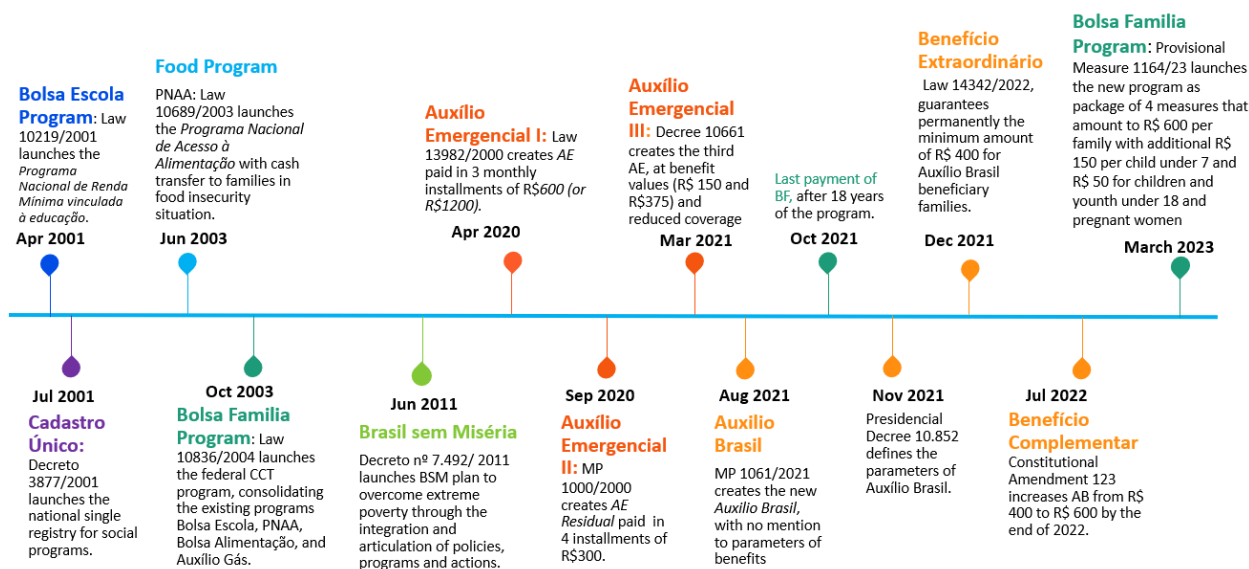 Bolsa Escola
Program: Law
10219/2001
launches the
Programa
Nacional de Renda
Mínima vinculada
à educação.
Apr 2001
Food Program
PNAA: Law
10689/2003 launches
the Programa Nacional
de Acesso à
Alimentação with cash
transfer to families in
food insecurity
situation.
Jun 2003
Auxílio
Emergencial I: Law
13982/2000 creates AE
paid in 3 monthly
installments of R$600 (or
R$1200).
Apr 2020
Auxílio
Emergencial
III: Decree 10661
creates the third
AE, at benefit
values (R$ 150 and
R$375) and
reduced coverage
Mar 2021
Last payment of
BF, after 18 years
of the program.
Oct 2021
Benefício
Extraordinário
Law 14342/2022,
guarantees
permanently the
minimum amount
of R$ 400 for
Auxílio Brasil
beneficiary
families.
Dec 2021
Bolsa Familia
Program: Provisional
Measure 1164/23 launches
the new program as
package of 4 measures that
amount to R$ 600 per
family with additional R$
150 per child under 7 and
R$ 50 for children and
younth under 18 and
pregnant women
March 2023
Jul 2001
Cadastro
Único:
Decreto
3877/2001
launches the
national single
registry for social
programs.
Oct 2003
Bolsa Familia
Program: Law
10836/2004 launches
the federal CCT
program, consolidating
the existing programs
Bolsa Escola, PNAA,
Bolsa Alimentação, and
Auxílio Gás.
Jun 2011
Brasil sem Miséria
Decreto nº 7.492/ 2011
launches BSM plan to
overcome extreme
poverty through the
integration and
articulation of policies,
programs and actions.
Sep 2020
Auxílio
Emergencial
II: MP
1000/2000
creates AE
Residual paid in
4 installments of
R$300.
Aug 2021
Auxilio
Brasil
MP 1061/2021
creates the new
Auxilio Brasil,
with no mention
to parameters of
benefits
Nov 2021
Presidencial
Decree 10.852
defines the
parameters of
Auxílio Brasil.
Jul 2022
Benefício
Complementar
Constitutional
Amendment 123
increases AB from R$
400 to R$ 600 by the
end of 2022.